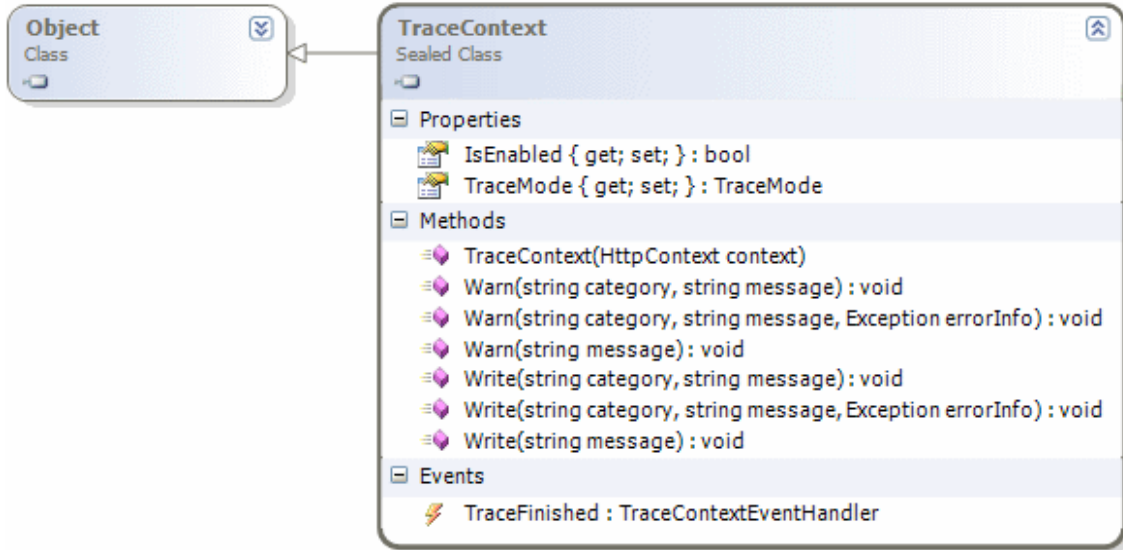 Object
Class
TraceContext
Sealed Class
Properties
IsEnabled { get; set; } : bool
TraceMode { get; set; } : TraceMode
Methods
TraceContext(HttpContext context)
Warn(string category, string message) : void
Warn(string category, string message, Exception errorInfo) : void
Warn(string message) : void
Write(string category, string message) : void
Write(string category, string message, Exception errorInfo) : void
Write(string message) : void
Events
TraceFinished : TraceContextEventHandler